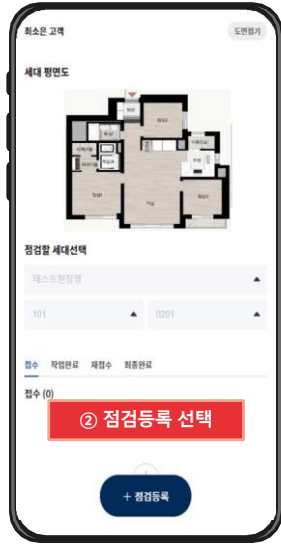 최소은 고객
도면접기
세대 평면도
거실
점검할 세대선택
테스트현장명
101
0201
접수 작업완료 재접수 최종완료
접수 (0)
② 점검등록 선택
+ 점검등록